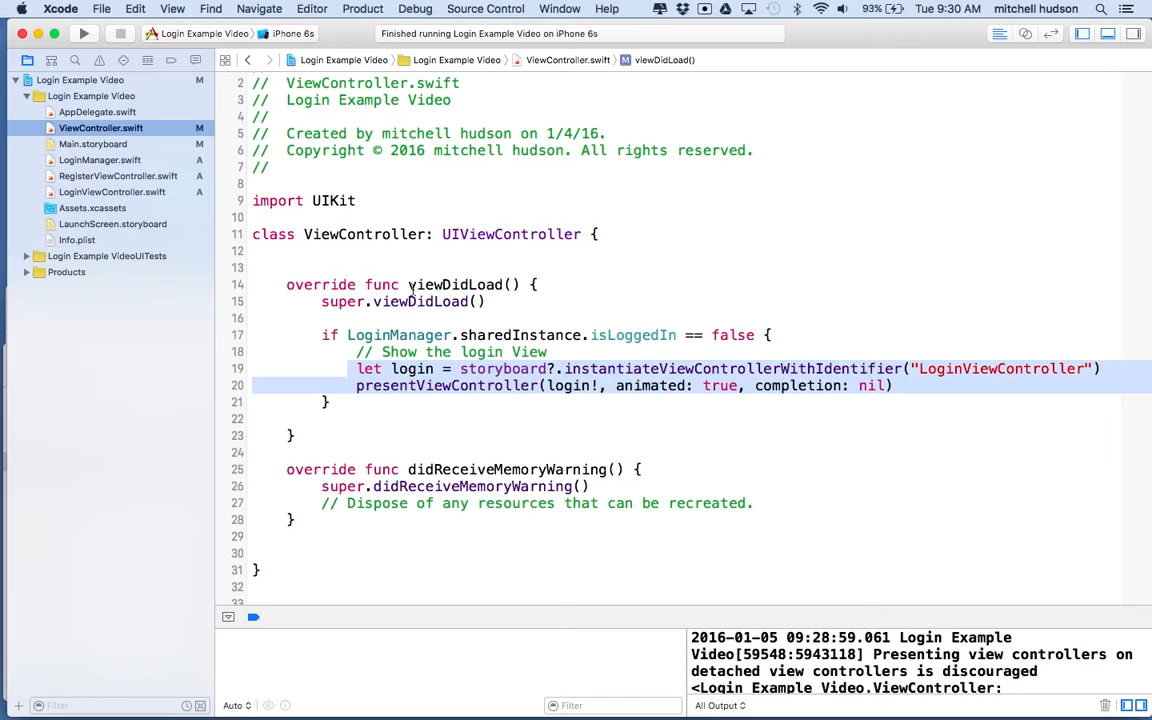 Xcode File Edit View Find Navigate Editor Product Debug Source Control Window Help 93% Tue 9:30 AM mitchell hudson
Login Example Video iPhone 6s Finished running Login Example Video on iPhone 6s
Login Example Video Login Example Video ViewController.swift M viewDidLoad()
Login Example Video M
Login Example Video
AppDelegate.swift
ViewController.swift M
Main.storyboard M
LoginManager.swift A
RegisterViewController.swift A
LoginViewController.swift A
Assets.xcassets
LaunchScreen.storyboard
Info.plist
Login Example VideoUITests
Products
2 // ViewController.swift
3 // Login Example Video
4 //
5 // Created by mitchell hudson on 1/4/16.
6 // Copyright © 2016 mitchell hudson. All rights reserved.
7 //
8
9 import UIKit
10
11 class ViewController: UIViewController {
12
13
14 override func viewDidLoad() {
15 super.viewDidLoad()
16
17 if LoginManager.sharedInstance.isLoggedIn == false {
18 // Show the login View
19 let login = storyboard?.instantiateViewControllerWithIdentifier("LoginViewController")
20 presentViewController(login!, animated: true, completion: nil)
21 }
22
23 }
24
25 override func didReceiveMemoryWarning() {
26 super.didReceiveMemoryWarning()
27 // Dispose of any resources that can be recreated.
28 }
29
30
31 }
32
33
2016-01-05 09:28:59.061 Login Example
Video[59548:5943118] Presenting view controllers on
detached view controllers is discouraged
<Login_Example_Video.ViewController:
Filter
Auto
Filter
All Output